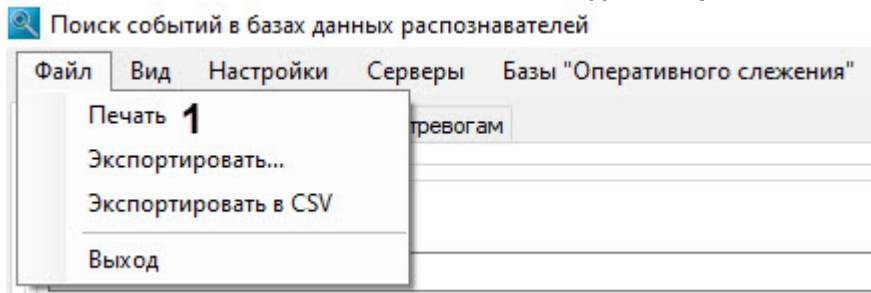 Поиск событий в базах данных распознавателей
Файл Вид Настройки Серверы Базы "Оперативного слежения"
Печать 1
тревогам
Экспортировать...
Экспортировать в CSV
Выход